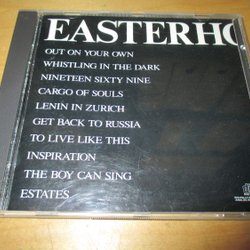 EASTERHO
OUT ON YOUR OWN
WHISTLING IN THE DARK
NINETEEN SIXTY NINE
CARGO OF SOULS
LENIN IN ZURICH
GET BACK TO RUSSIA
TO LIVE LIKE THIS
INSPIRATION
THE BOY CAN SING
ESTATES